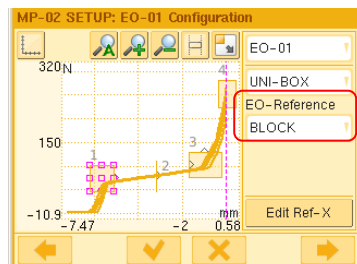 MP-02 SETUP: EO-01 Configuration
A
EO-01
320 N
4
UNI-BOX
EO-Reference
BLOCK
150
3
1
2
-10.9
mm
-7.47
-2
0.58
Edit Ref-X